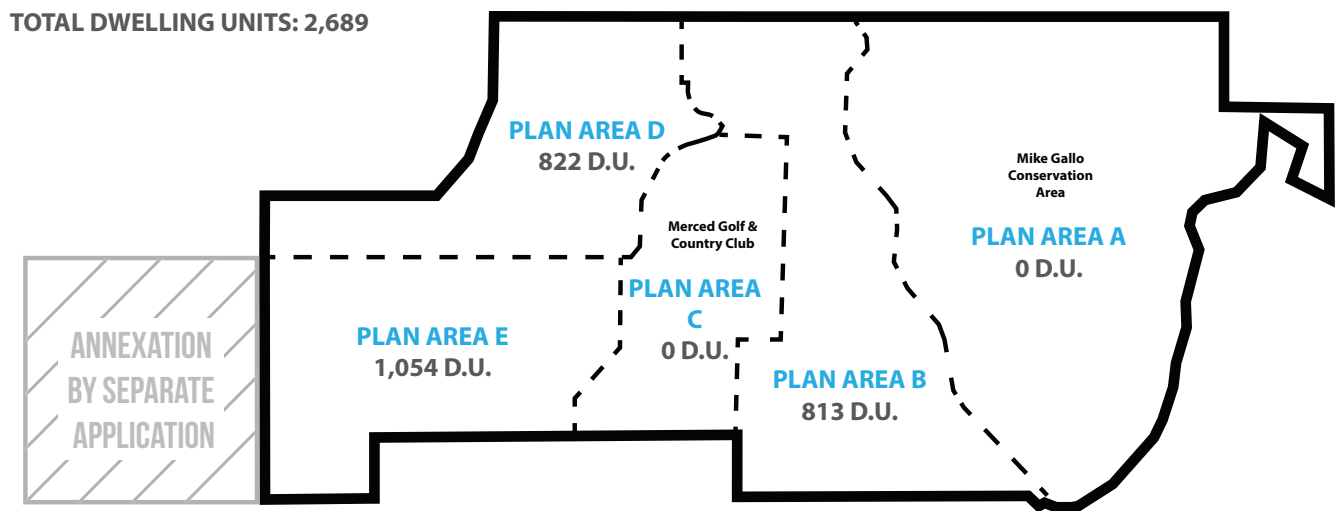 TOTAL DWELLING UNITS: 2,689
PLAN AREA D
822 D.U.
Mike Gallo
Conservation
Area
PLAN AREA A
0 D.U.
Merced Golf &
Country Club
PLAN AREA
C
0 D.U.
PLAN AREA E
1,054 D.U.
PLAN AREA B
813 D.U.
ANNEXATION
BY SEPARATE
APPLICATION